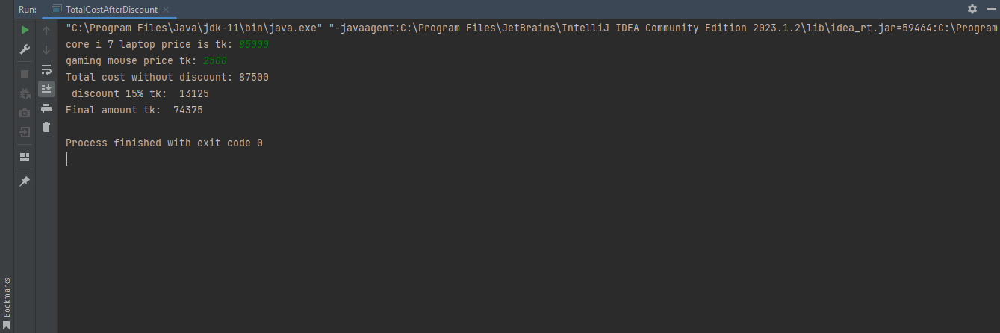 Run: TotalCostAfterDiscount
"C:\Program Files\Java\jdk-11\bin\java.exe" "-javaagent:C:\Program Files\JetBrains\IntelliJ IDEA Community Edition 2023.1.2\lib\idea_rt.jar=59464:C:\Program
core i 7 laptop price is tk: 85000
gaming mouse price tk: 2500
Total cost without discount: 87500
 discount 15% tk:  13125
Final amount tk:  74375
Process finished with exit code 0
Bookmarks